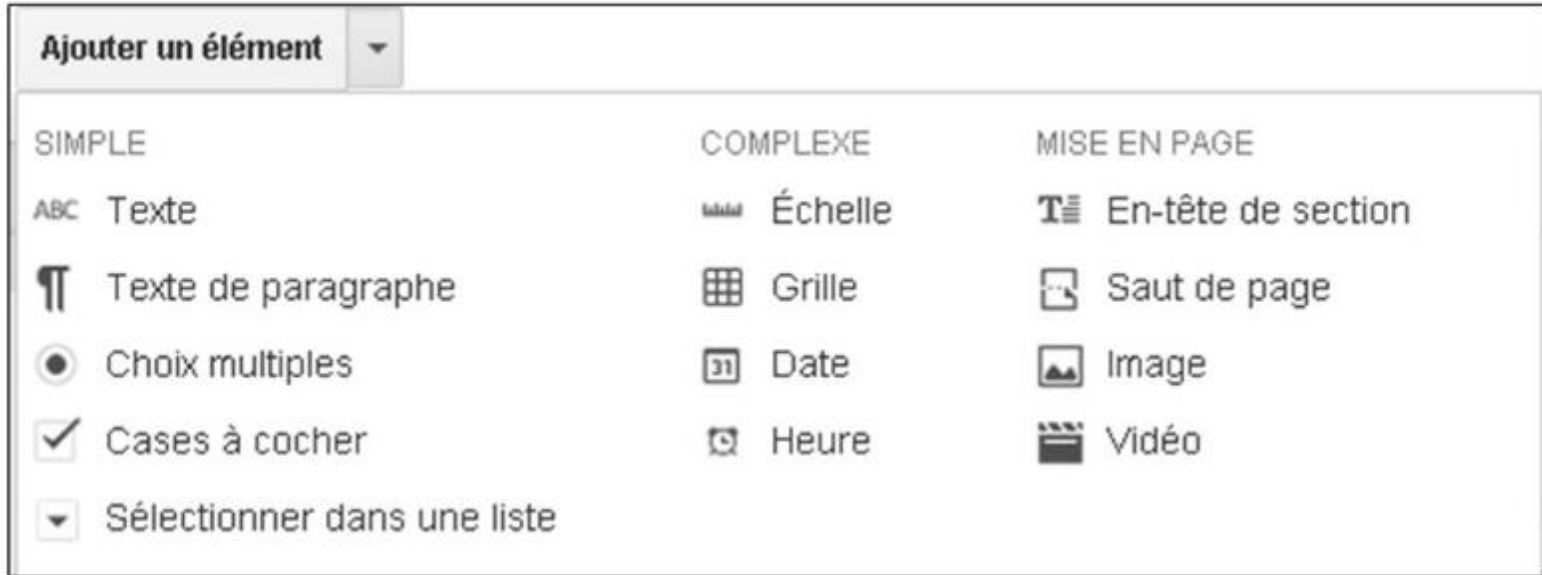 Ajouter un élément
SIMPLE
ABC Texte
Texte de paragraphe
Choix multiples
Cases à cocher
Sélectionner dans une liste
COMPLEXE
Échelle
Grille
31 Date
Heure
MISE EN PAGE
T En-tête de section
Saut de page
Image
Vidéo